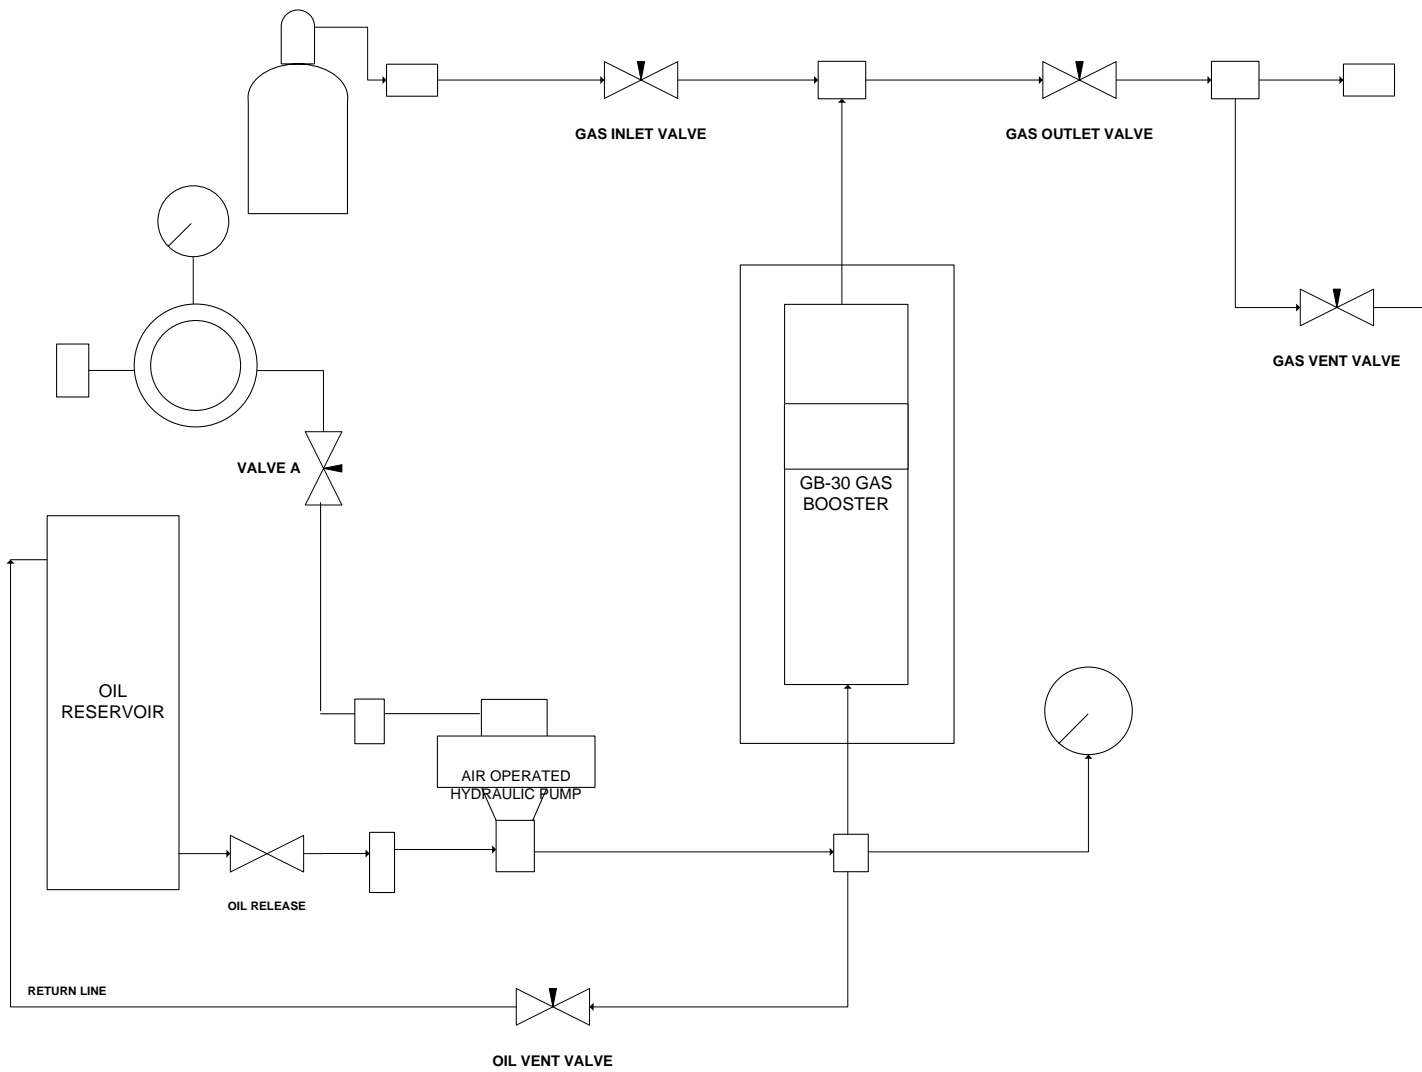 GAS INLET VALVE
GAS OUTLET VALVE
GAS VENT VALVE
VALVE A
GB-30 GAS
BOOSTER
OIL
RESERVOIR
AIR OPERATED
HYDRAULIC PUMP
OIL RELEASE
RETURN LINE
OIL VENT VALVE